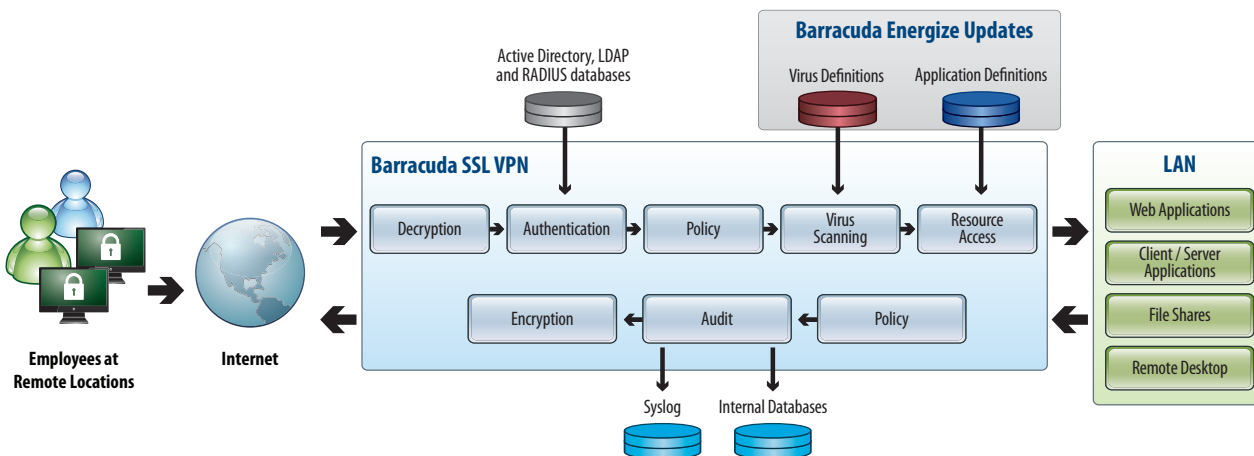 Barracuda Energize Updates
Active Directory, LDAP
and RADIUS databases
Virus Definitions
Application Definitions
Barracuda SSL VPN
LAN
Decryption
Authentication
Policy
Virus
Scanning
Resource
Access
Web Applications
Client / Server
Applications
Encryption
Audit
Policy
File Shares
Remote Desktop
Employees at
Remote Locations
Internet
Syslog
Internal Databases